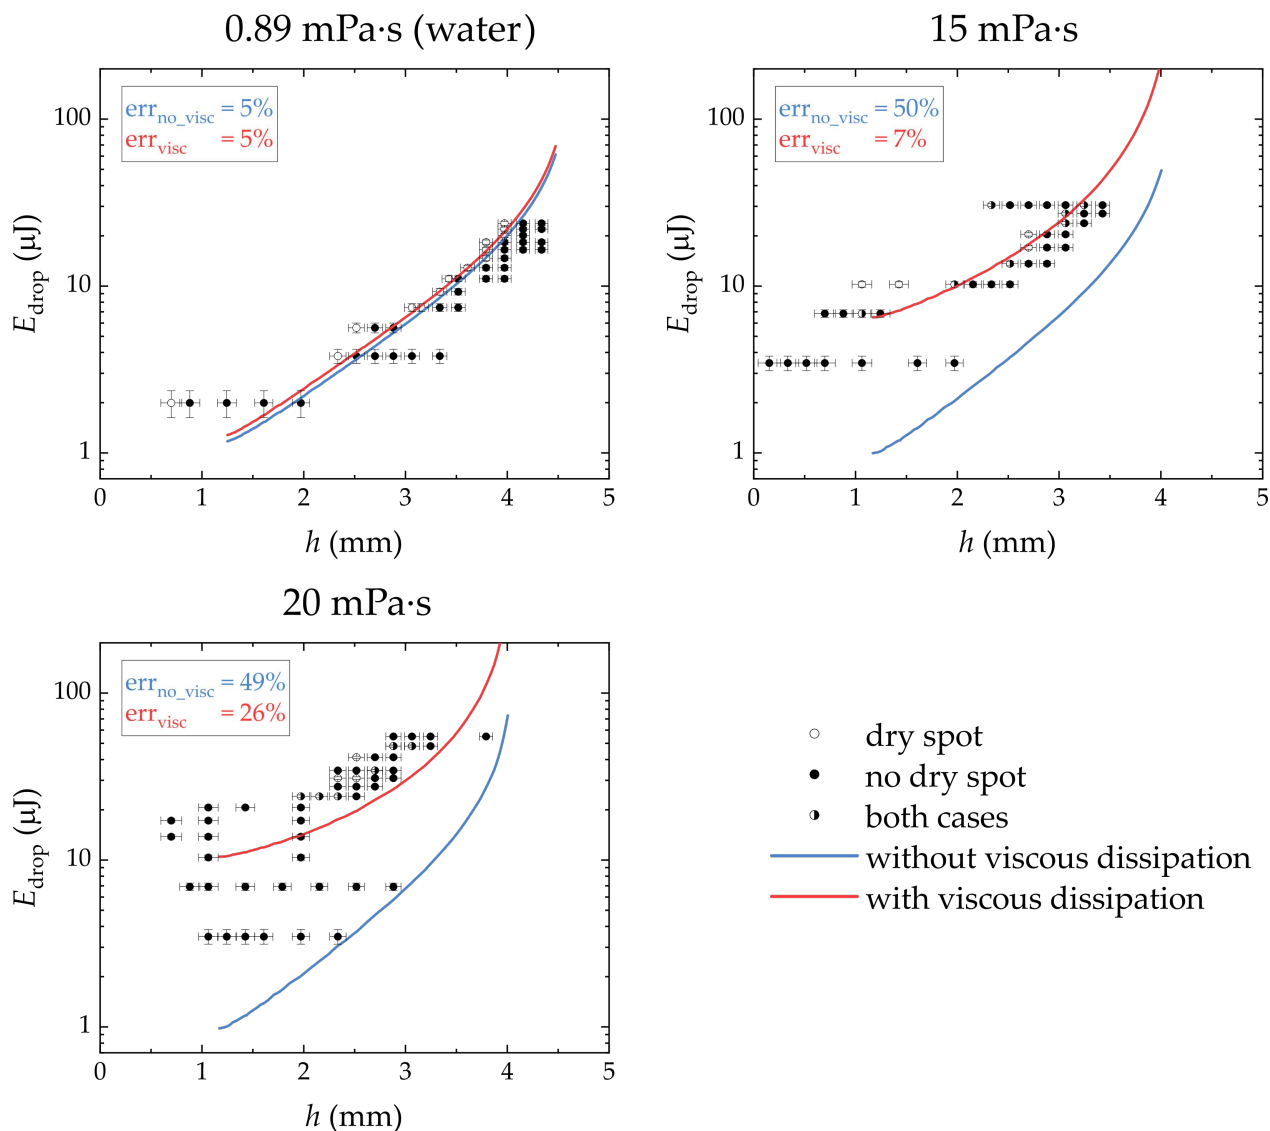 0.89 mPa·s (water)
err_no_visc = 5%
err_visc = 5%
100
10
1
0 1 2 3 4 5
E_drop (μJ)
h (mm)
15 mPa·s
err_no_visc = 50%
err_visc = 7%
100
10
1
0 1 2 3 4 5
E_drop (μJ)
h (mm)
20 mPa·s
err_no_visc = 49%
err_visc = 26%
100
10
1
0 1 2 3 4 5
E_drop (μJ)
h (mm)
dry spot
no dry spot
both cases
without viscous dissipation
with viscous dissipation